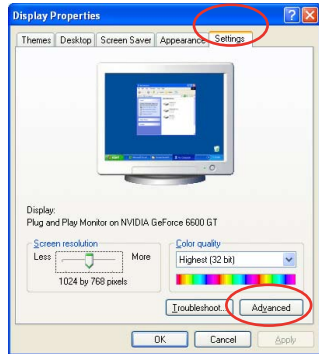 Display Properties
Themes Desktop Screen Saver Appearance Settings
Display:
Plug and Play Monitor on NVIDIA GeForce 6600 GT
Screen resolution
Less More
1024 by 768 pixels
Color quality
Highest (32 bit)
Troubleshoot... Advanced
OK Cancel Apply